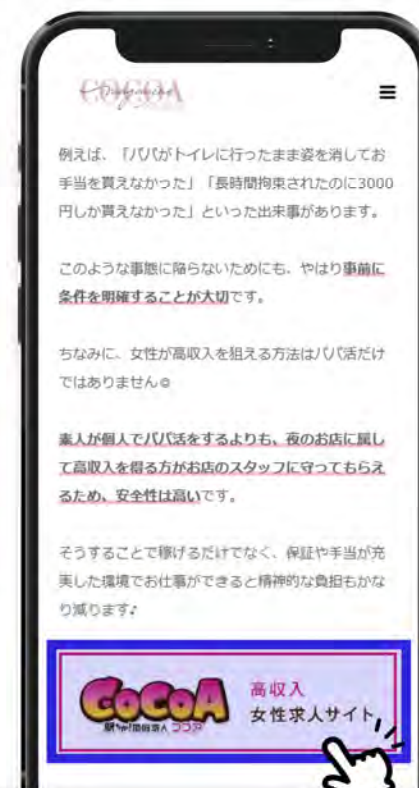 COCOA
例えば、「パパがトイレに行ったまま姿を消してお
手当を貰えなかった」「長時間拘束されたのに3000
円しか貰えなかった」といった出来事があります。
このような事態に陥らないためにも、やはり事前に
条件を明確することが大切です。
ちなみに、女性が高収入を狙える方法はパパ活だけ
ではありません◎
素人が個人でパパ活をするよりも、夜のお店に属し
て高収入を得る方がお店のスタッフに守ってもらえ
るため、安全性は高いです。
そうすることで稼げるだけでなく、保証や手当が充
実した環境でお仕事ができると精神的な負担もかな
り減ります♪
CoCoA
高収入
女性求人サイト